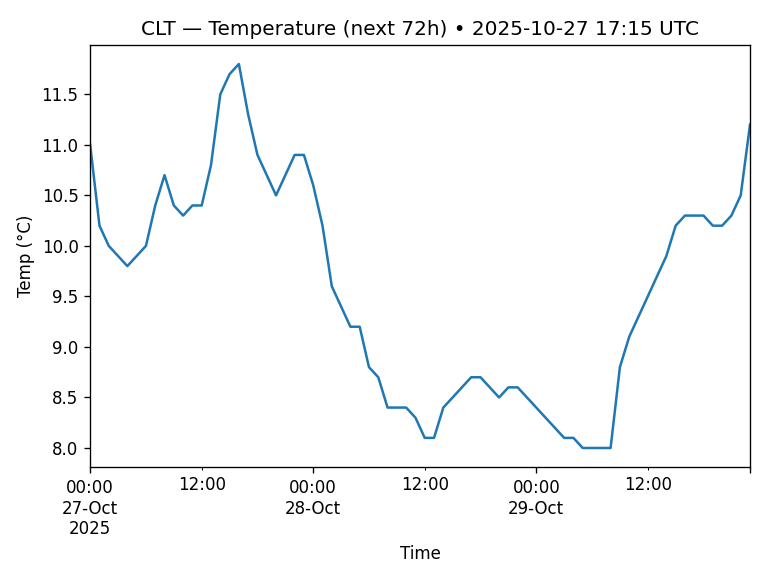 CLT — Temperature (next 72h) • 2025-10-27 17:15 UTC
Temp (°C)
11.5
11.0
10.5
10.0
9.5
9.0
8.5
8.0
00:00 12:00 00:00 12:00 00:00 12:00
27-Oct 28-Oct 29-Oct
2025
Time